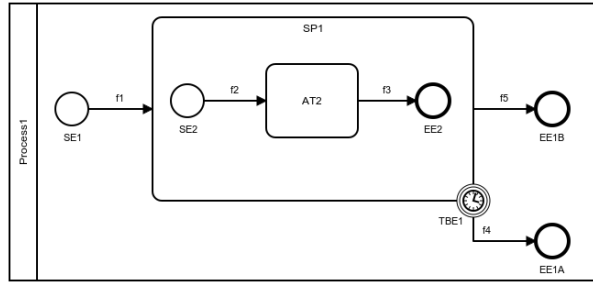 Process1
SP1
SE1
f1
SE2
f2
AT2
f3
EE2
f5
EE1B
TBE1
f4
EE1A